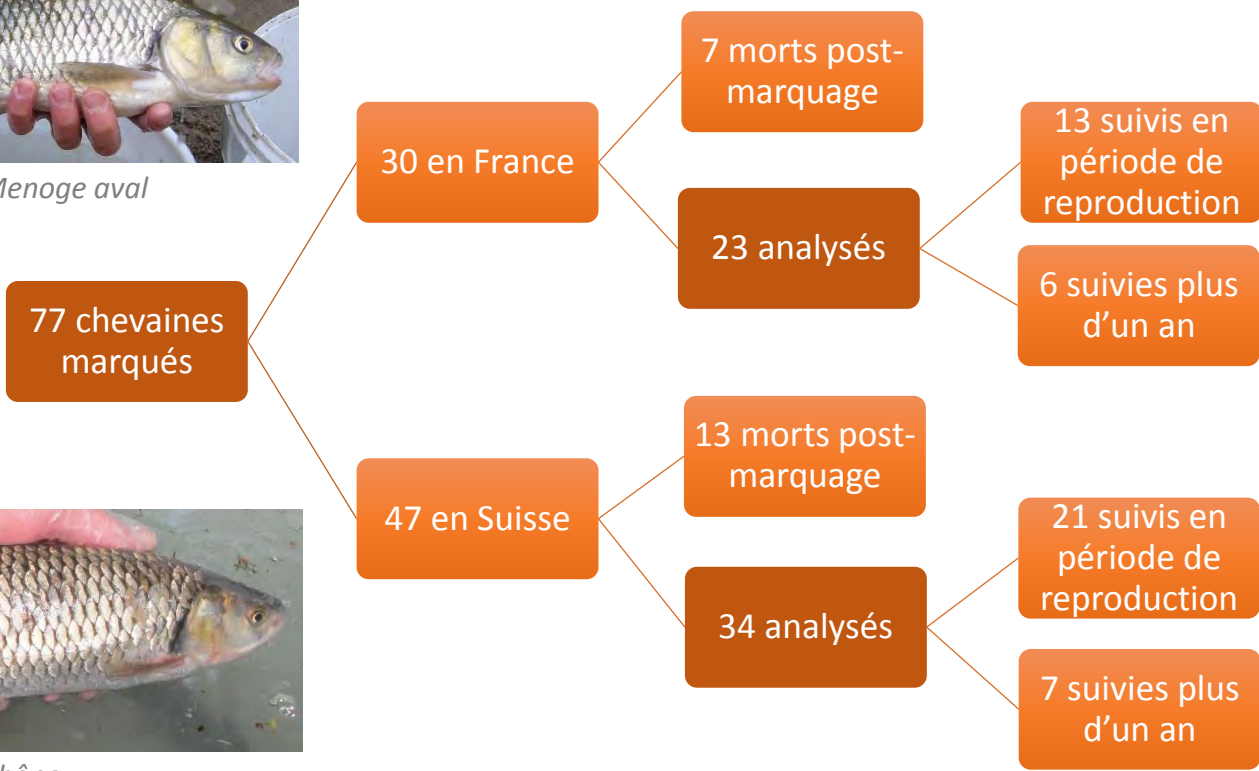 Menoge aval
77 chevaines
marqués
30 en France
7 morts post-
marquage
23 analysés
13 suivis en
période de
reproduction
6 suivies plus
d’un an
47 en Suisse
13 morts post-
marquage
34 analysés
21 suivis en
période de
reproduction
7 suivies plus
d’un an